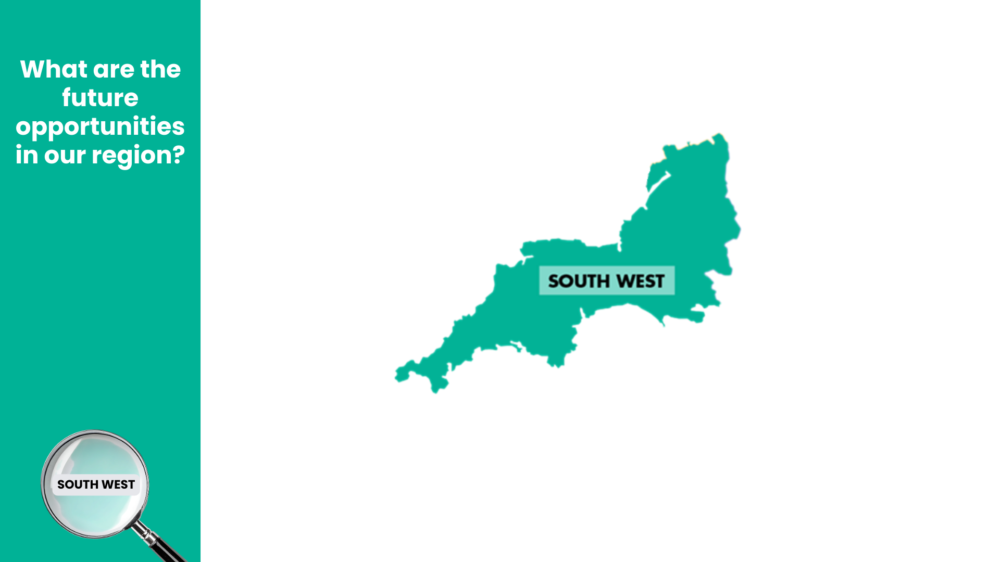 What are the
future
opportunities
in our region?
SOUTH WEST
SOUTH WEST